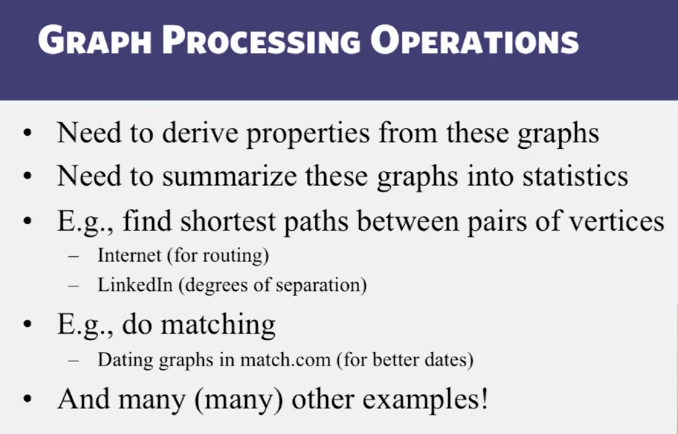 GRAPH PROCESSING OPERATIONS
• Need to derive properties from these graphs
• Need to summarize these graphs into statistics
• E.g., find shortest paths between pairs of vertices
– Internet (for routing)
– LinkedIn (degrees of separation)
• E.g., do matching
– Dating graphs in match.com (for better dates)
• And many (many) other examples!